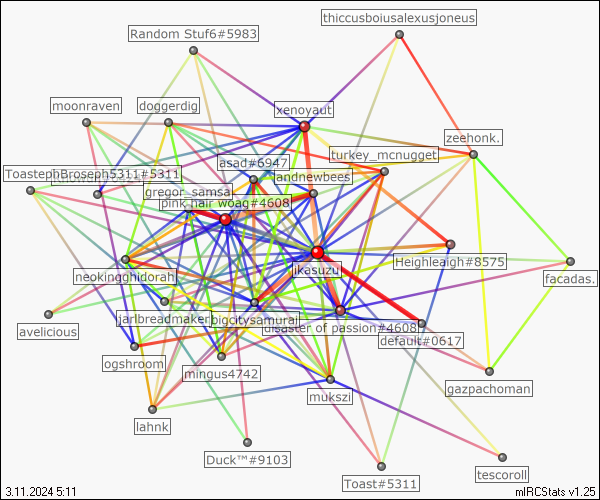 thiccusboiusalexusjoneus
Random Stuf6#5983
moonraven
doggerdig
xenoyaut
zeehonk.
turkey_mcnugget
asad#6947
ToastephBroseph5311#5311
andnewbees
gregor_samsa
pink hair woag#4608
Heighleaigh#8575
ikasuzu
neokingghidorah
facadas.
jarlbreadmaker
bigcitysamurai
disaster of passion#4608
avelicious
default#0617
ogshroom
mingus4742
gazpachoman
mukszi
lahnk
Duck™#9103
Toast#5311
tescoroll
3.11.2024 5:11
mIRCStats v1.25